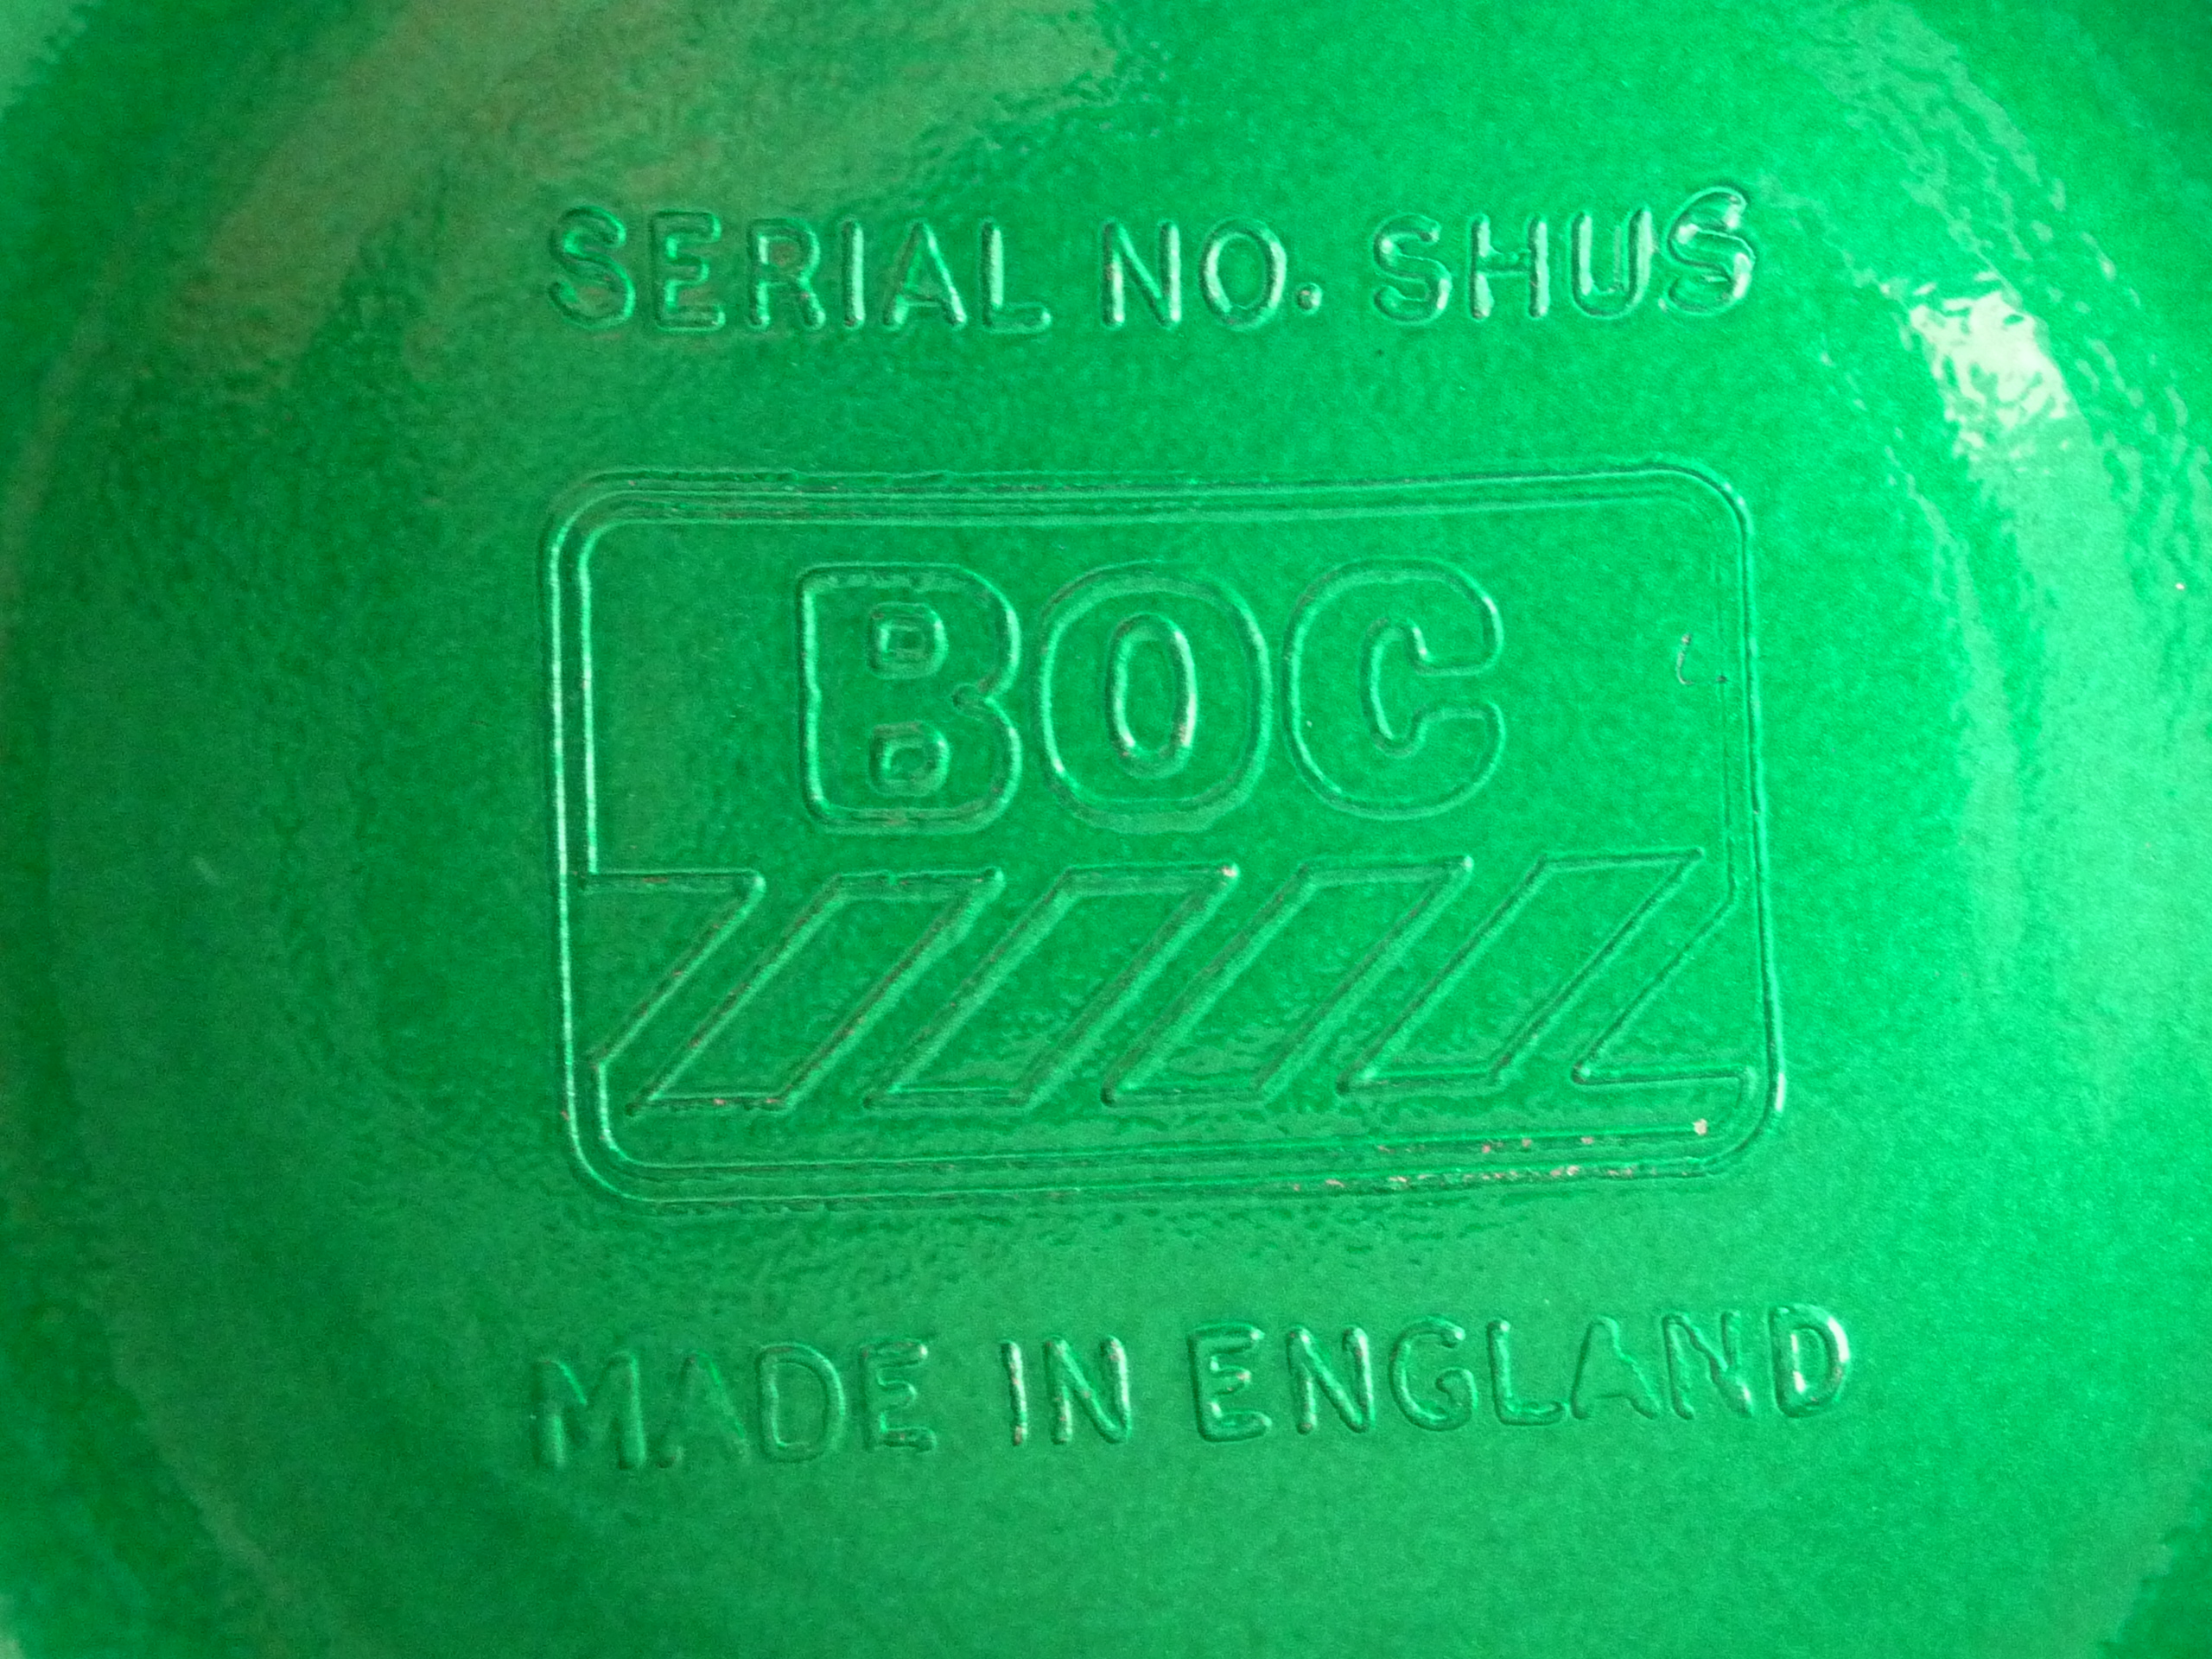 SERIAL NO. SHUS
BOC
MADE IN ENGLAND